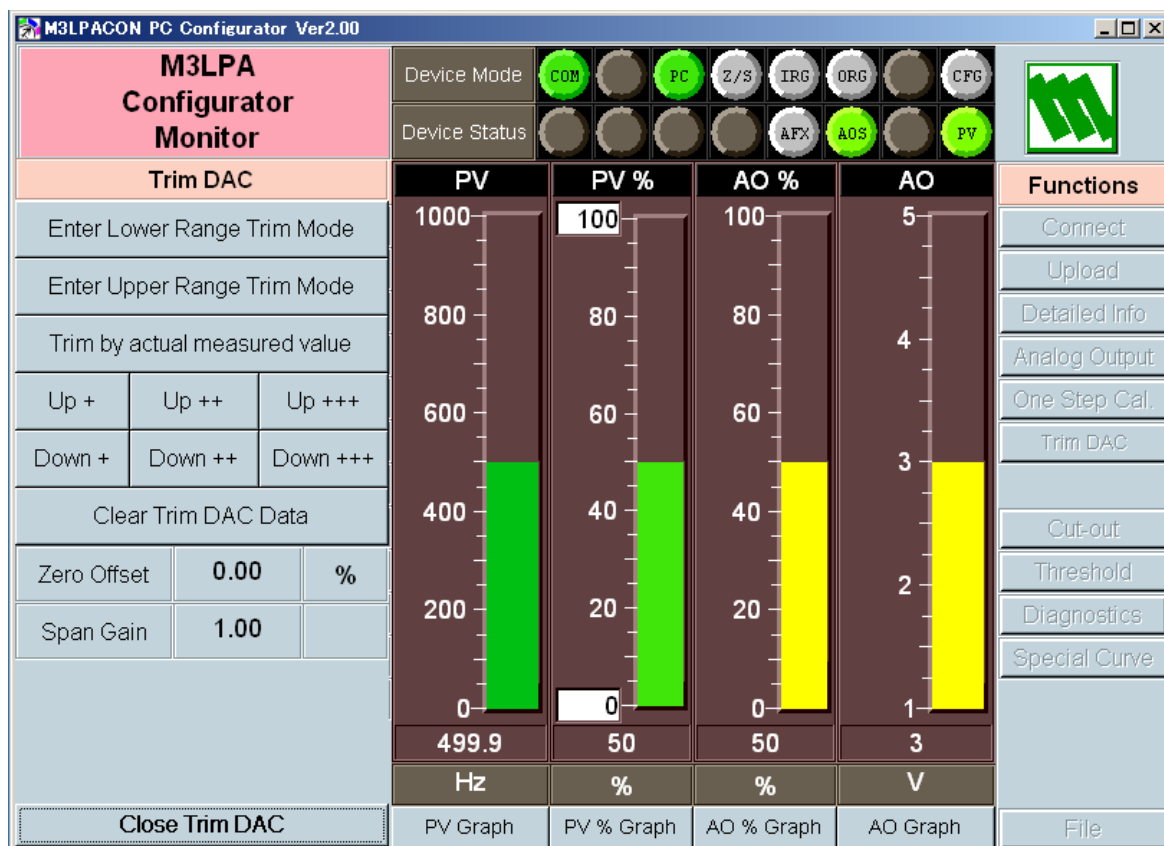 M3LPACON PC Configurator Ver2.00
M3LPA
Configurator
Monitor
Device Mode COM PC Z/S IRG ORG CFG
Device Status AFX AOS PV
Trim DAC
Enter Lower Range Trim Mode
Enter Upper Range Trim Mode
Trim by actual measured value
Up + Up ++ Up +++
Down + Down ++ Down +++
Clear Trim DAC Data
Zero Offset 0.00 %
Span Gain 1.00
Close Trim DAC
PV
1000
800
600
400
200
0
499.9
Hz
PV Graph
PV %
100
80
60
40
20
0
50
%
PV % Graph
AO %
100
80
60
40
20
0
50
%
AO % Graph
AO
5
4
3
2
1
3
V
AO Graph
Functions
Connect
Upload
Detailed Info
Analog Output
One Step Cal.
Trim DAC
Cut-out
Threshold
Diagnostics
Special Curve
File